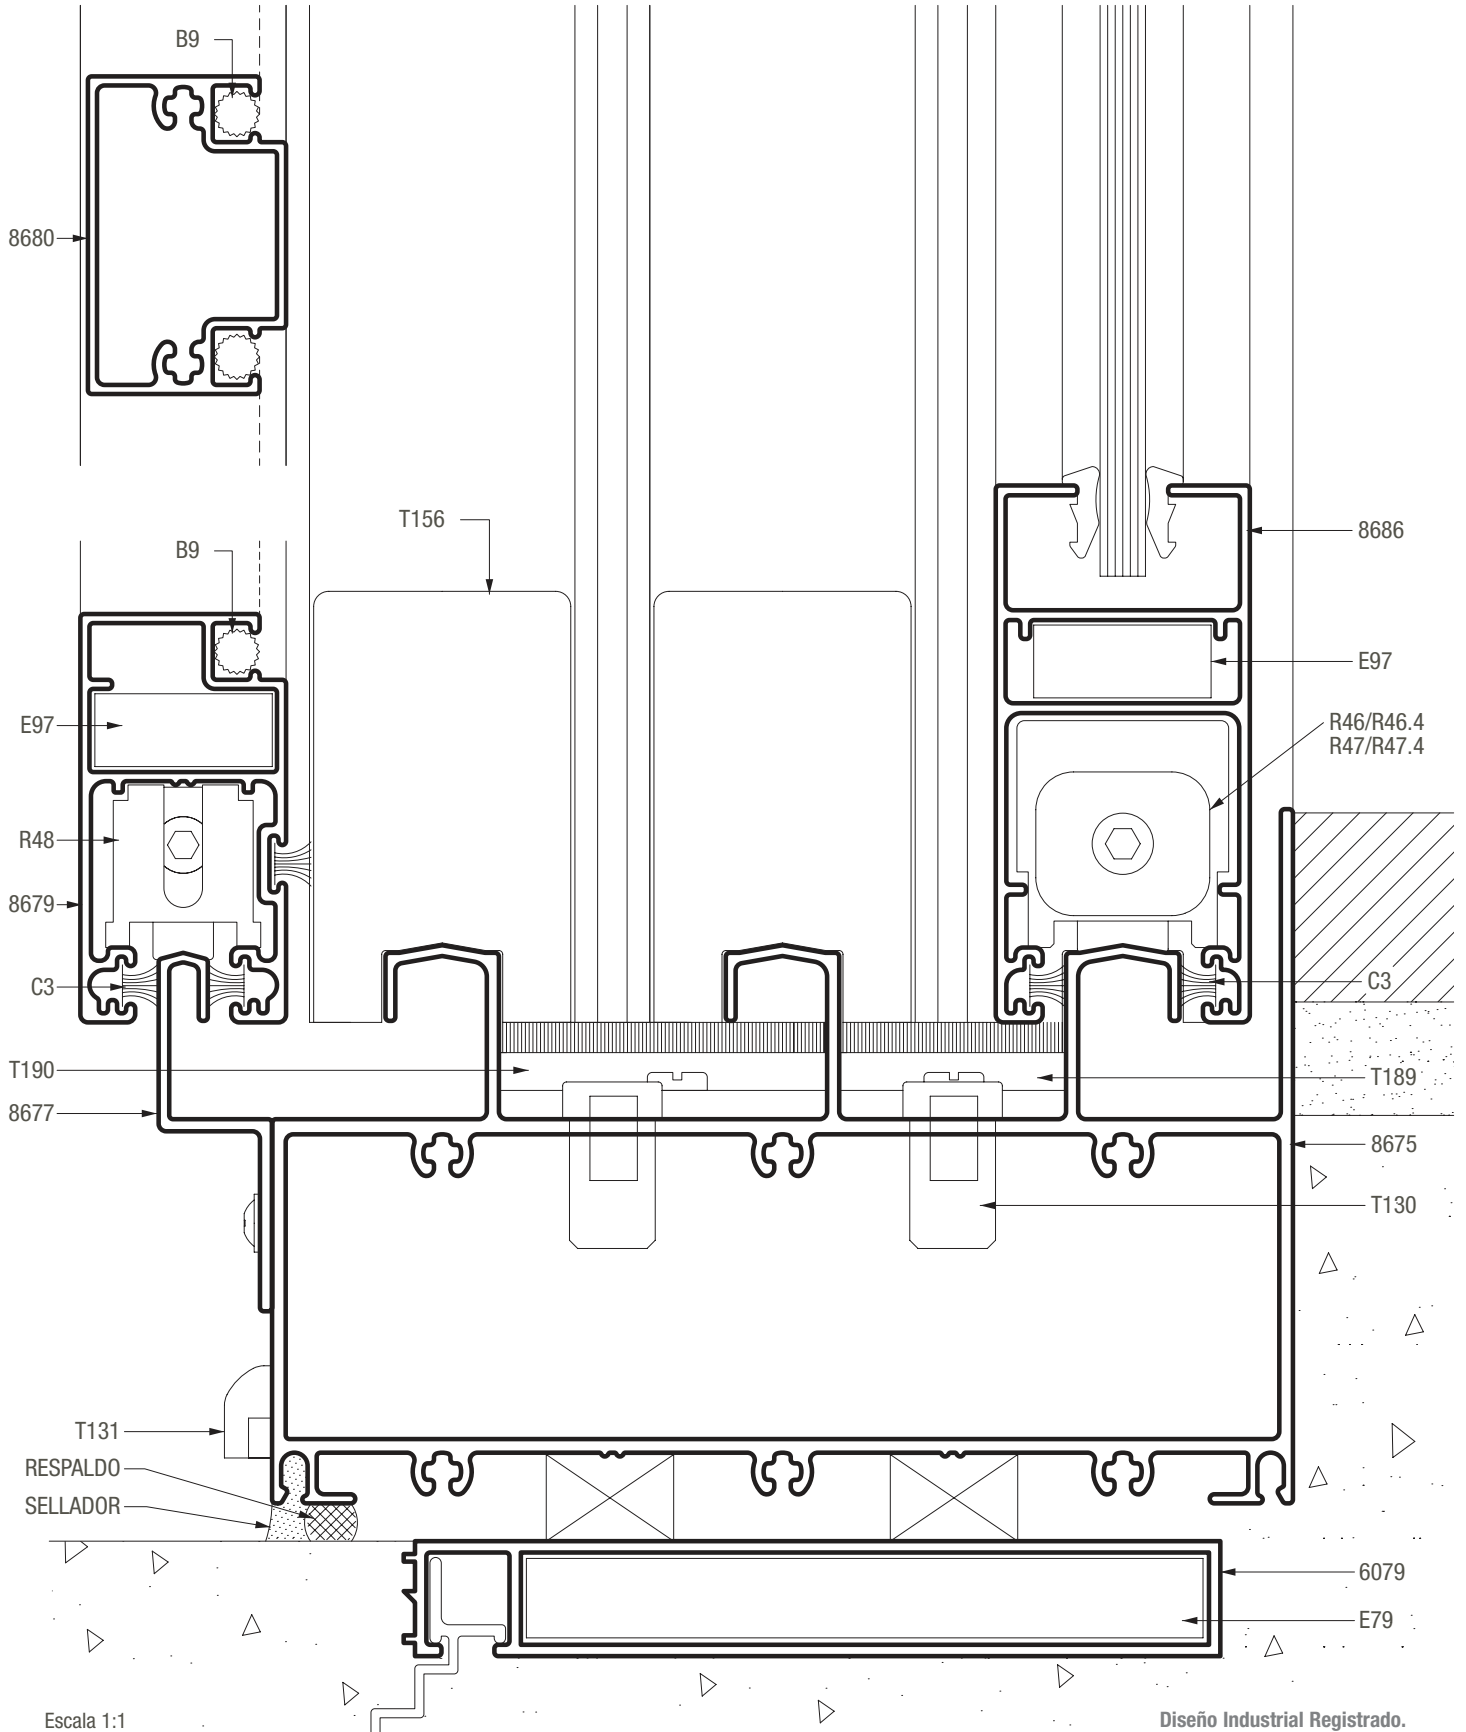 B9
8680
T156
B9
8686
E97
E97
R46/R46.4
R47/R47.4
R48
8679
C3
C3
T190
T189
8677
8675
T130
T131
RESPALDO
SELLADOR
6079
E79
Escala 1:1
Diseño Industrial Registrado.